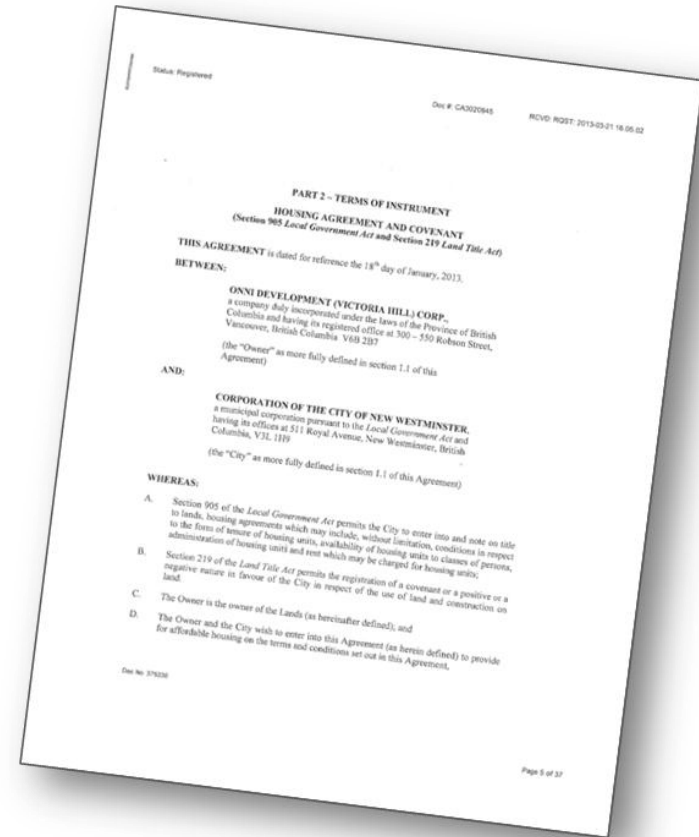 Status: Registered
Doc #: CA3020845
RCVD: RQST: 2013-03-21 16.05.02
PART 2 – TERMS OF INSTRUMENT
HOUSING AGREEMENT AND COVENANT
(Section 905 Local Government Act and Section 219 Land Title Act)
THIS AGREEMENT is dated for reference the 18th day of January, 2013.
BETWEEN:
ONNI DEVELOPMENT (VICTORIA HILL) CORP.,
a company duly incorporated under the laws of the Province of British
Columbia and having its registered office at 300 – 550 Robson Street,
Vancouver, British Columbia V6B 2B7
(the "Owner" as more fully defined in section 1.1 of this
Agreement)
AND:
CORPORATION OF THE CITY OF NEW WESTMINSTER,
a municipal corporation pursuant to the Local Government Act and
having its offices at 511 Royal Avenue, New Westminster, British
Columbia, V3L 1H9
(the "City" as more fully defined in section 1.1 of this Agreement)
WHEREAS:
A. Section 905 of the Local Government Act permits the City to enter into and note on title
to lands, housing agreements which may include, without limitation, conditions in respect
to the form of tenure of housing units, availability of housing units to classes of persons,
administration of housing units and rent which may be charged for housing units;
B. Section 219 of the Land Title Act permits the registration of a covenant or a positive or a
negative nature in favour of the City in respect of the use of land and construction on
land.
C. The Owner is the owner of the Lands (as hereinafter defined); and
D. The Owner and the City wish to enter into this Agreement (as herein defined) to provide
for affordable housing on the terms and conditions set out in this Agreement,
Doc No:
Page 5 of 37